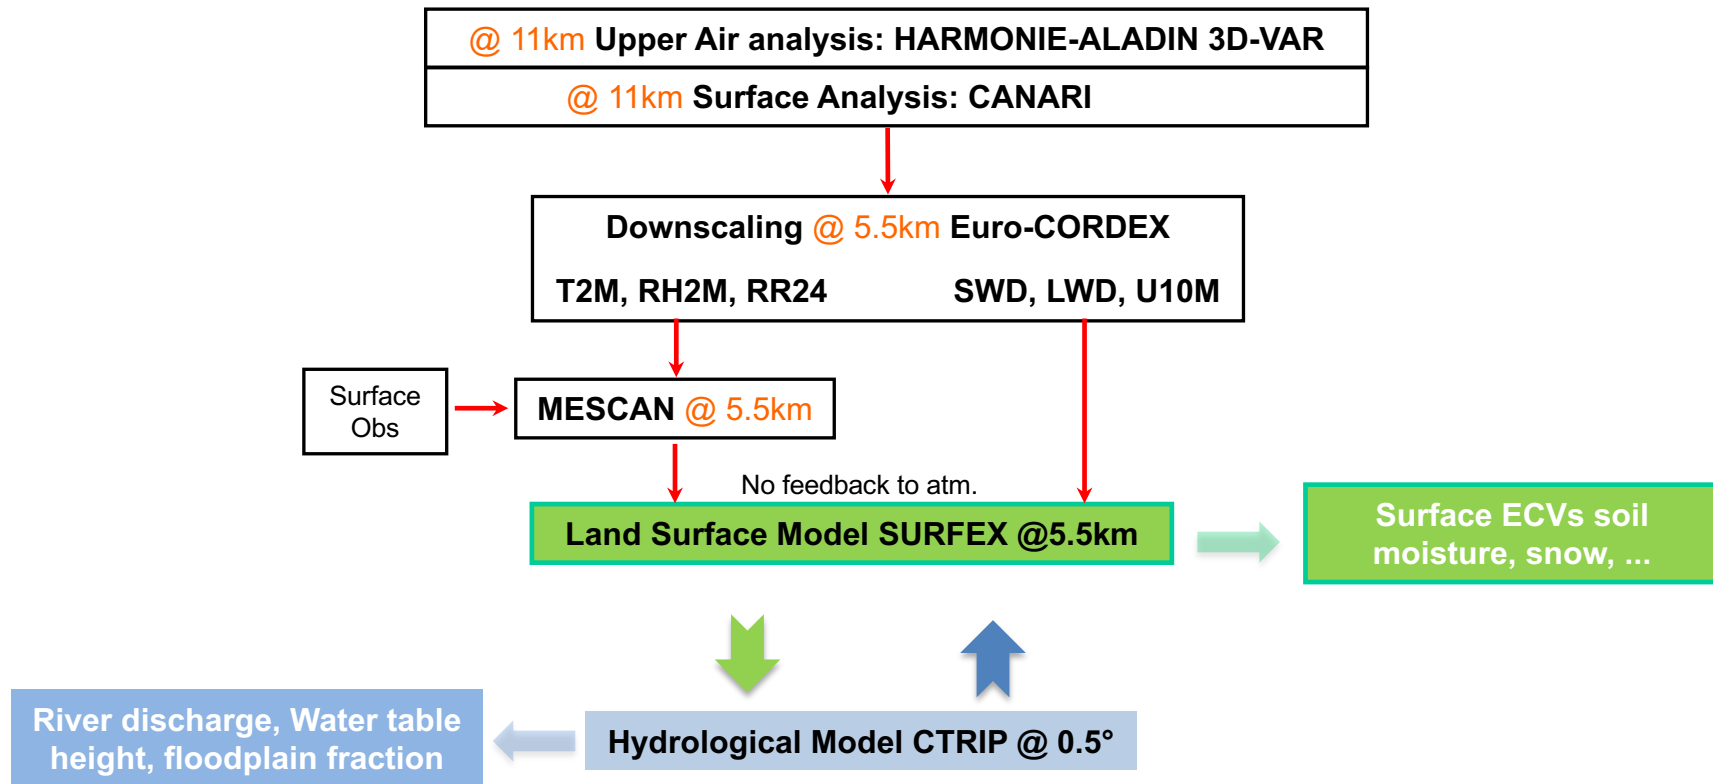 @ 11km Upper Air analysis: HARMONIE-ALADIN 3D-VAR
@ 11km Surface Analysis: CANARI
Downscaling @ 5.5km Euro-CORDEX
T2M, RH2M, RR24 SWD, LWD, U10M
Surface
Obs
MESCAN @ 5.5km
No feedback to atm.
Land Surface Model SURFEX @5.5km
Surface ECVs soil
moisture, snow, ...
River discharge, Water table
height, floodplain fraction
Hydrological Model CTRIP @ 0.5°